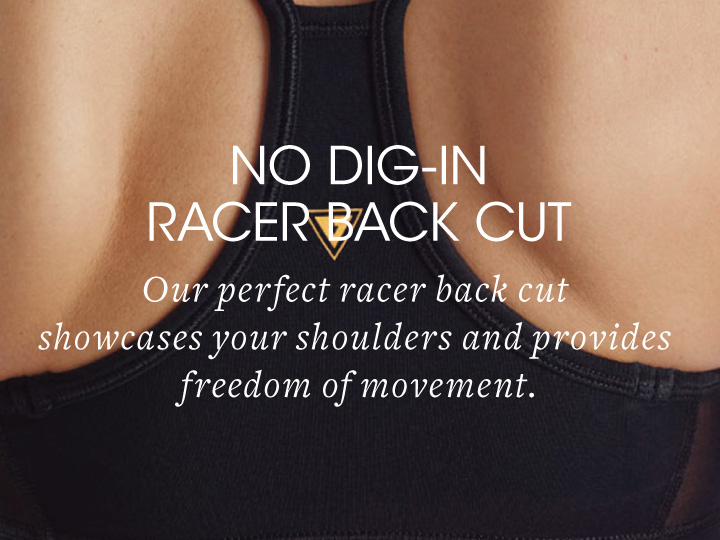 NO DIG-IN
RACER BACK CUT
Our perfect racer back cut
showcases your shoulders and provides
freedom of movement.